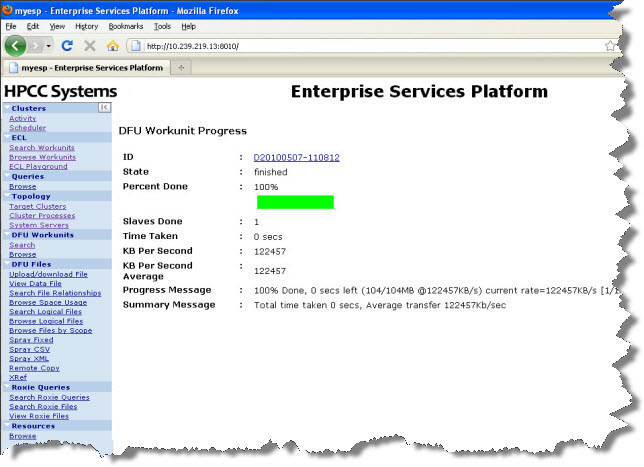 myesp - Enterprise Services Platform - Mozilla Firefox
File Edit View History Bookmarks Tools Help
http://10.239.219.13:8010/
myesp - Enterprise Services Platform
HPCC Systems
Enterprise Services Platform
Clusters
Activity
Scheduler
ECL
Search Workunits
Browse Workunits
ECL Playground
Queries
Browse
Topology
Target Clusters
Cluster Processes
System Servers
DFU Workunits
Search
Browse
DFU Files
Upload/download File
View Data File
Search File Relationships
Browse Space Usage
Search Logical Files
Browse Logical Files
Browse Files by Scope
Spray Fixed
Spray CSV
Spray XML
Remote Copy
XRef
Roxie Queries
Search Roxie Queries
Search Roxie Files
View Roxie Files
Resources
Browse
DFU Workunit Progress
ID : D20100507-110812
State : finished
Percent Done : 100%
Slaves Done : 1
Time Taken : 0 secs
KB Per Second : 122457
KB Per Second Average : 122457
Progress Message : 100% Done, 0 secs left (104/104MB @122457KB/s) current rate=122457KB/s [1/1
Summary Message : Total time taken 0 secs, Average transfer 122457Kb/sec